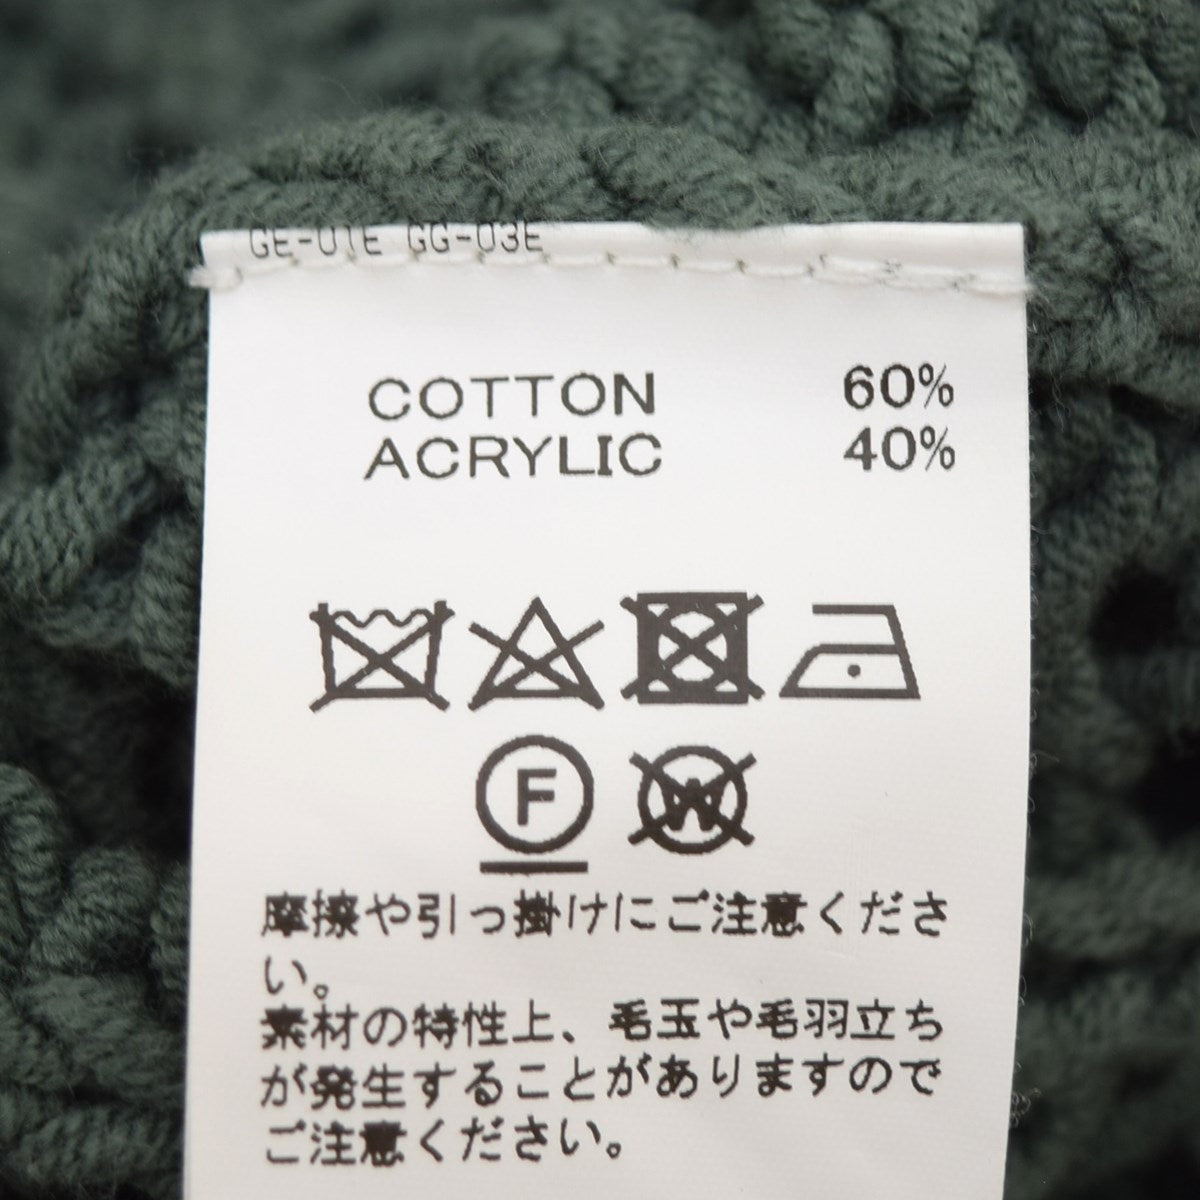 GE-01E GG-03E
COTTON 60%
ACRYLIC 40%
F W
摩擦や引っ掛けにご注意くださ
い。
素材の特性上、毛玉や毛羽立ち
が発生することがありますので
ご注意ください。